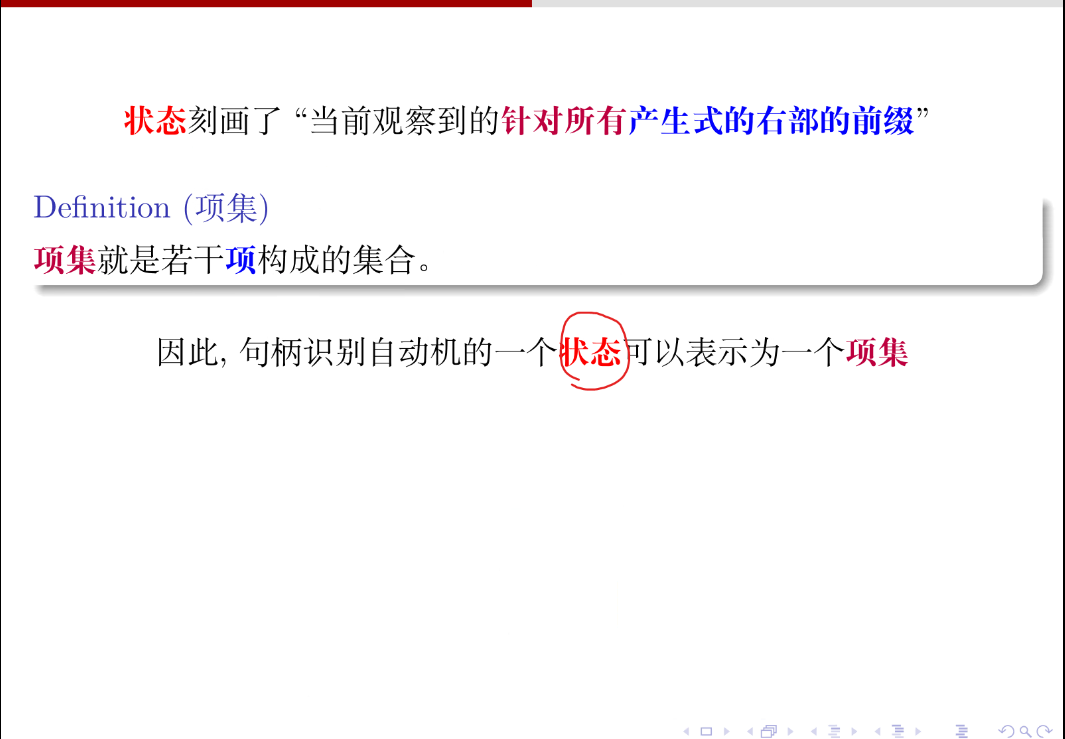 状态刻画了 “当前观察到的针对所有产生式的右部的前缀”
Definition (项集)
项集就是若干项构成的集合。
因此, 句柄识别自动机的一个状态可以表示为一个项集